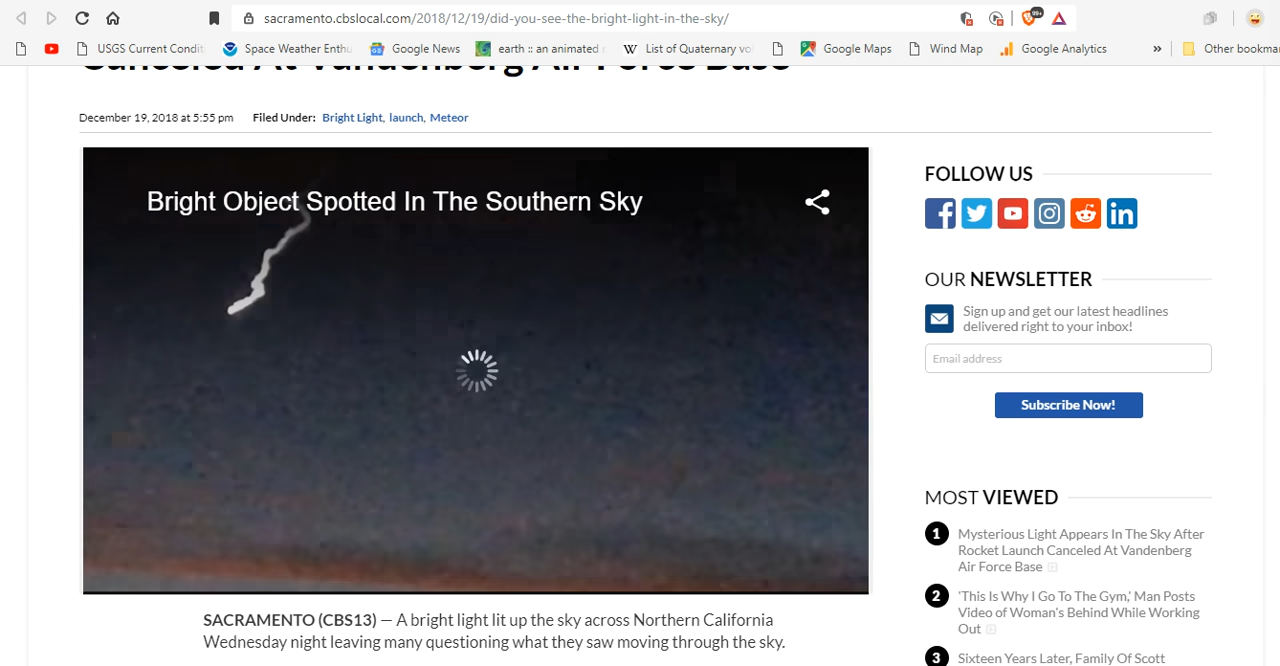 sacramento.cbslocal.com/2018/12/19/did-you-see-the-bright-light-in-the-sky/
99+
USGS Current Condit
Space Weather Enthu
Google News
earth :: an animated
W List of Quaternary vo
Google Maps
Wind Map
Google Analytics
»
Other bookma
Canceled At Vandenberg Air Force Base
December 19, 2018 at 5:55 pm Filed Under: Bright Light, launch, Meteor
Bright Object Spotted In The Southern Sky
SACRAMENTO (CBS13) — A bright light lit up the sky across Northern California
Wednesday night leaving many questioning what they saw moving through the sky.
FOLLOW US
OUR NEWSLETTER
Sign up and get our latest headlines
delivered right to your inbox!
Email address
Subscribe Now!
MOST VIEWED
1 Mysterious Light Appears In The Sky After
Rocket Launch Canceled At Vandenberg
Air Force Base
2 'This Is Why I Go To The Gym,' Man Posts
Video of Woman's Behind While Working
Out
3 Sixteen Years Later, Family Of Scott